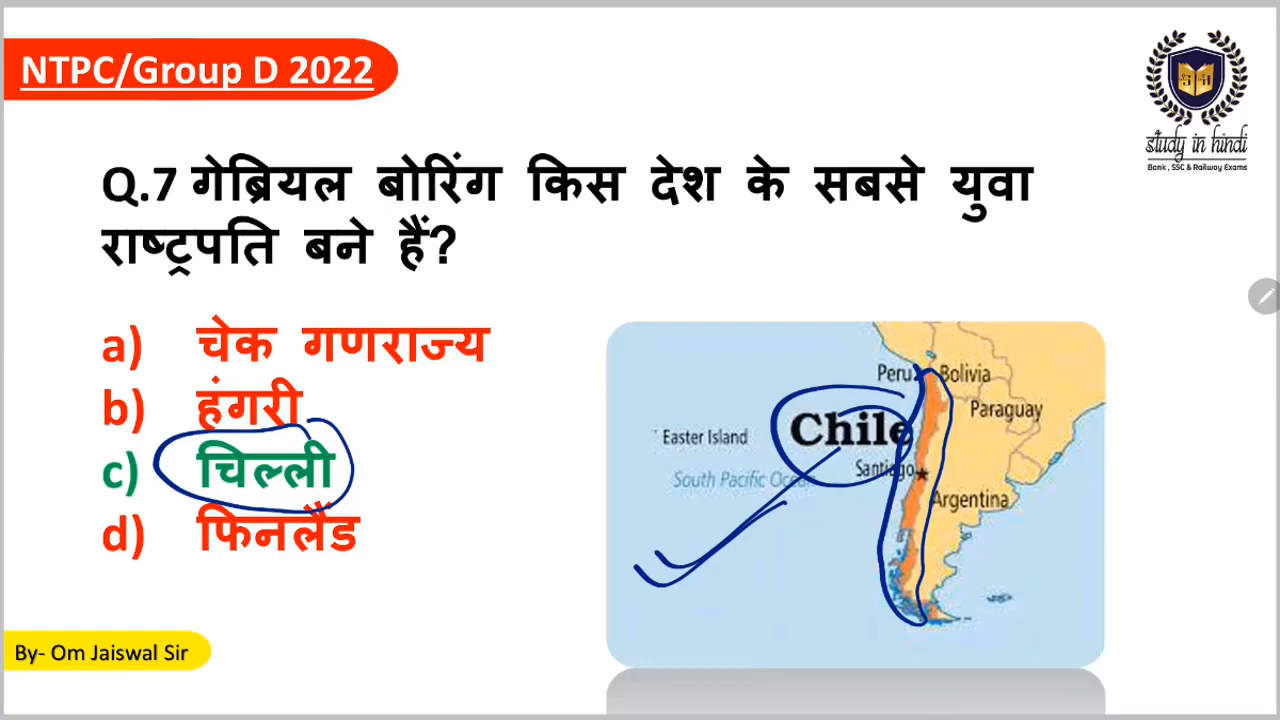 NTPC/Group D 2022
study in hindi
Bank , SSC & Railway Exams
Q.7 गेब्रियल बोरिंग किस देश के सबसे युवा
राष्ट्रपति बने हैं?
a) चेक गणराज्य
b) हंगरी
c) चिल्ली
d) फिनलैंड
Peru
Bolivia
Paraguay
Chile
Easter Island
Santiago
South Pacific Ocean
Argentina
By- Om Jaiswal Sir